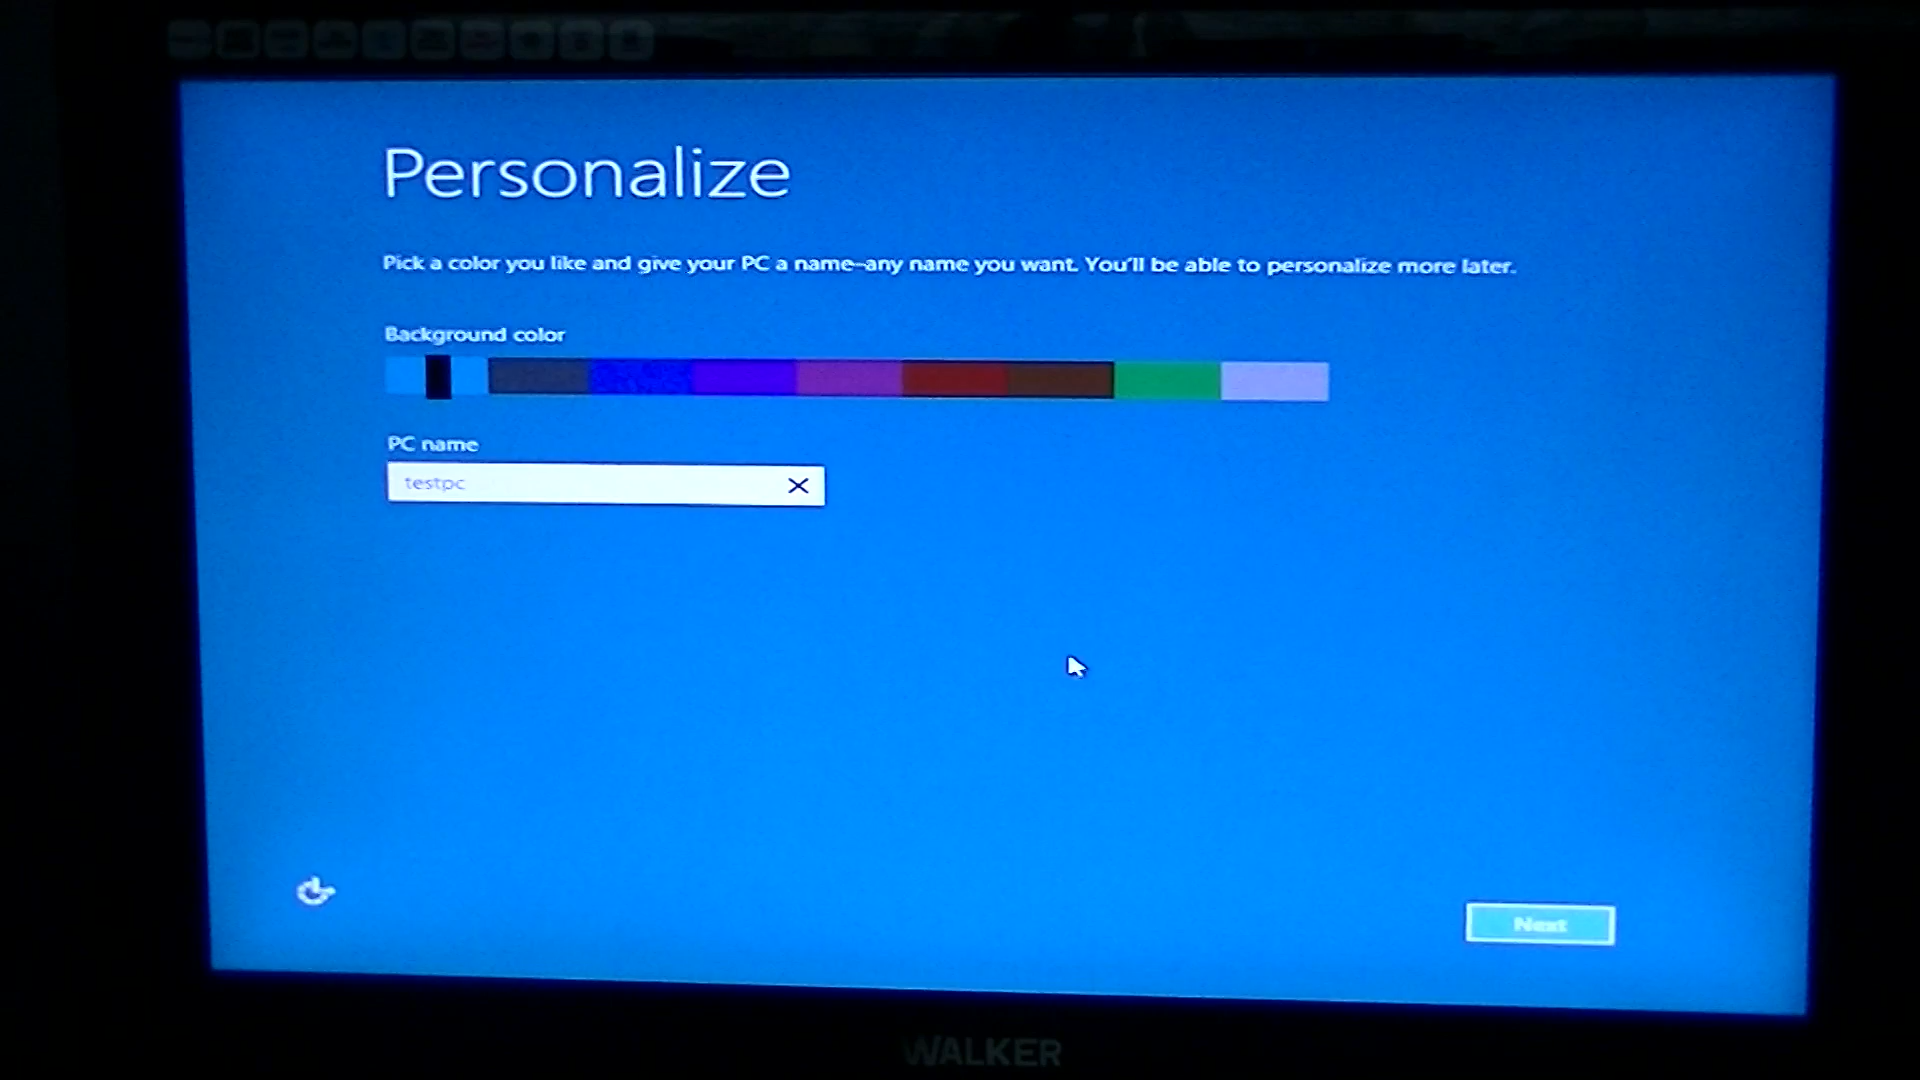 Personalize
Pick a color you like and give your PC a name–any name you want. You'll be able to personalize more later.
Background color
PC name
testpc
Next
WALKER